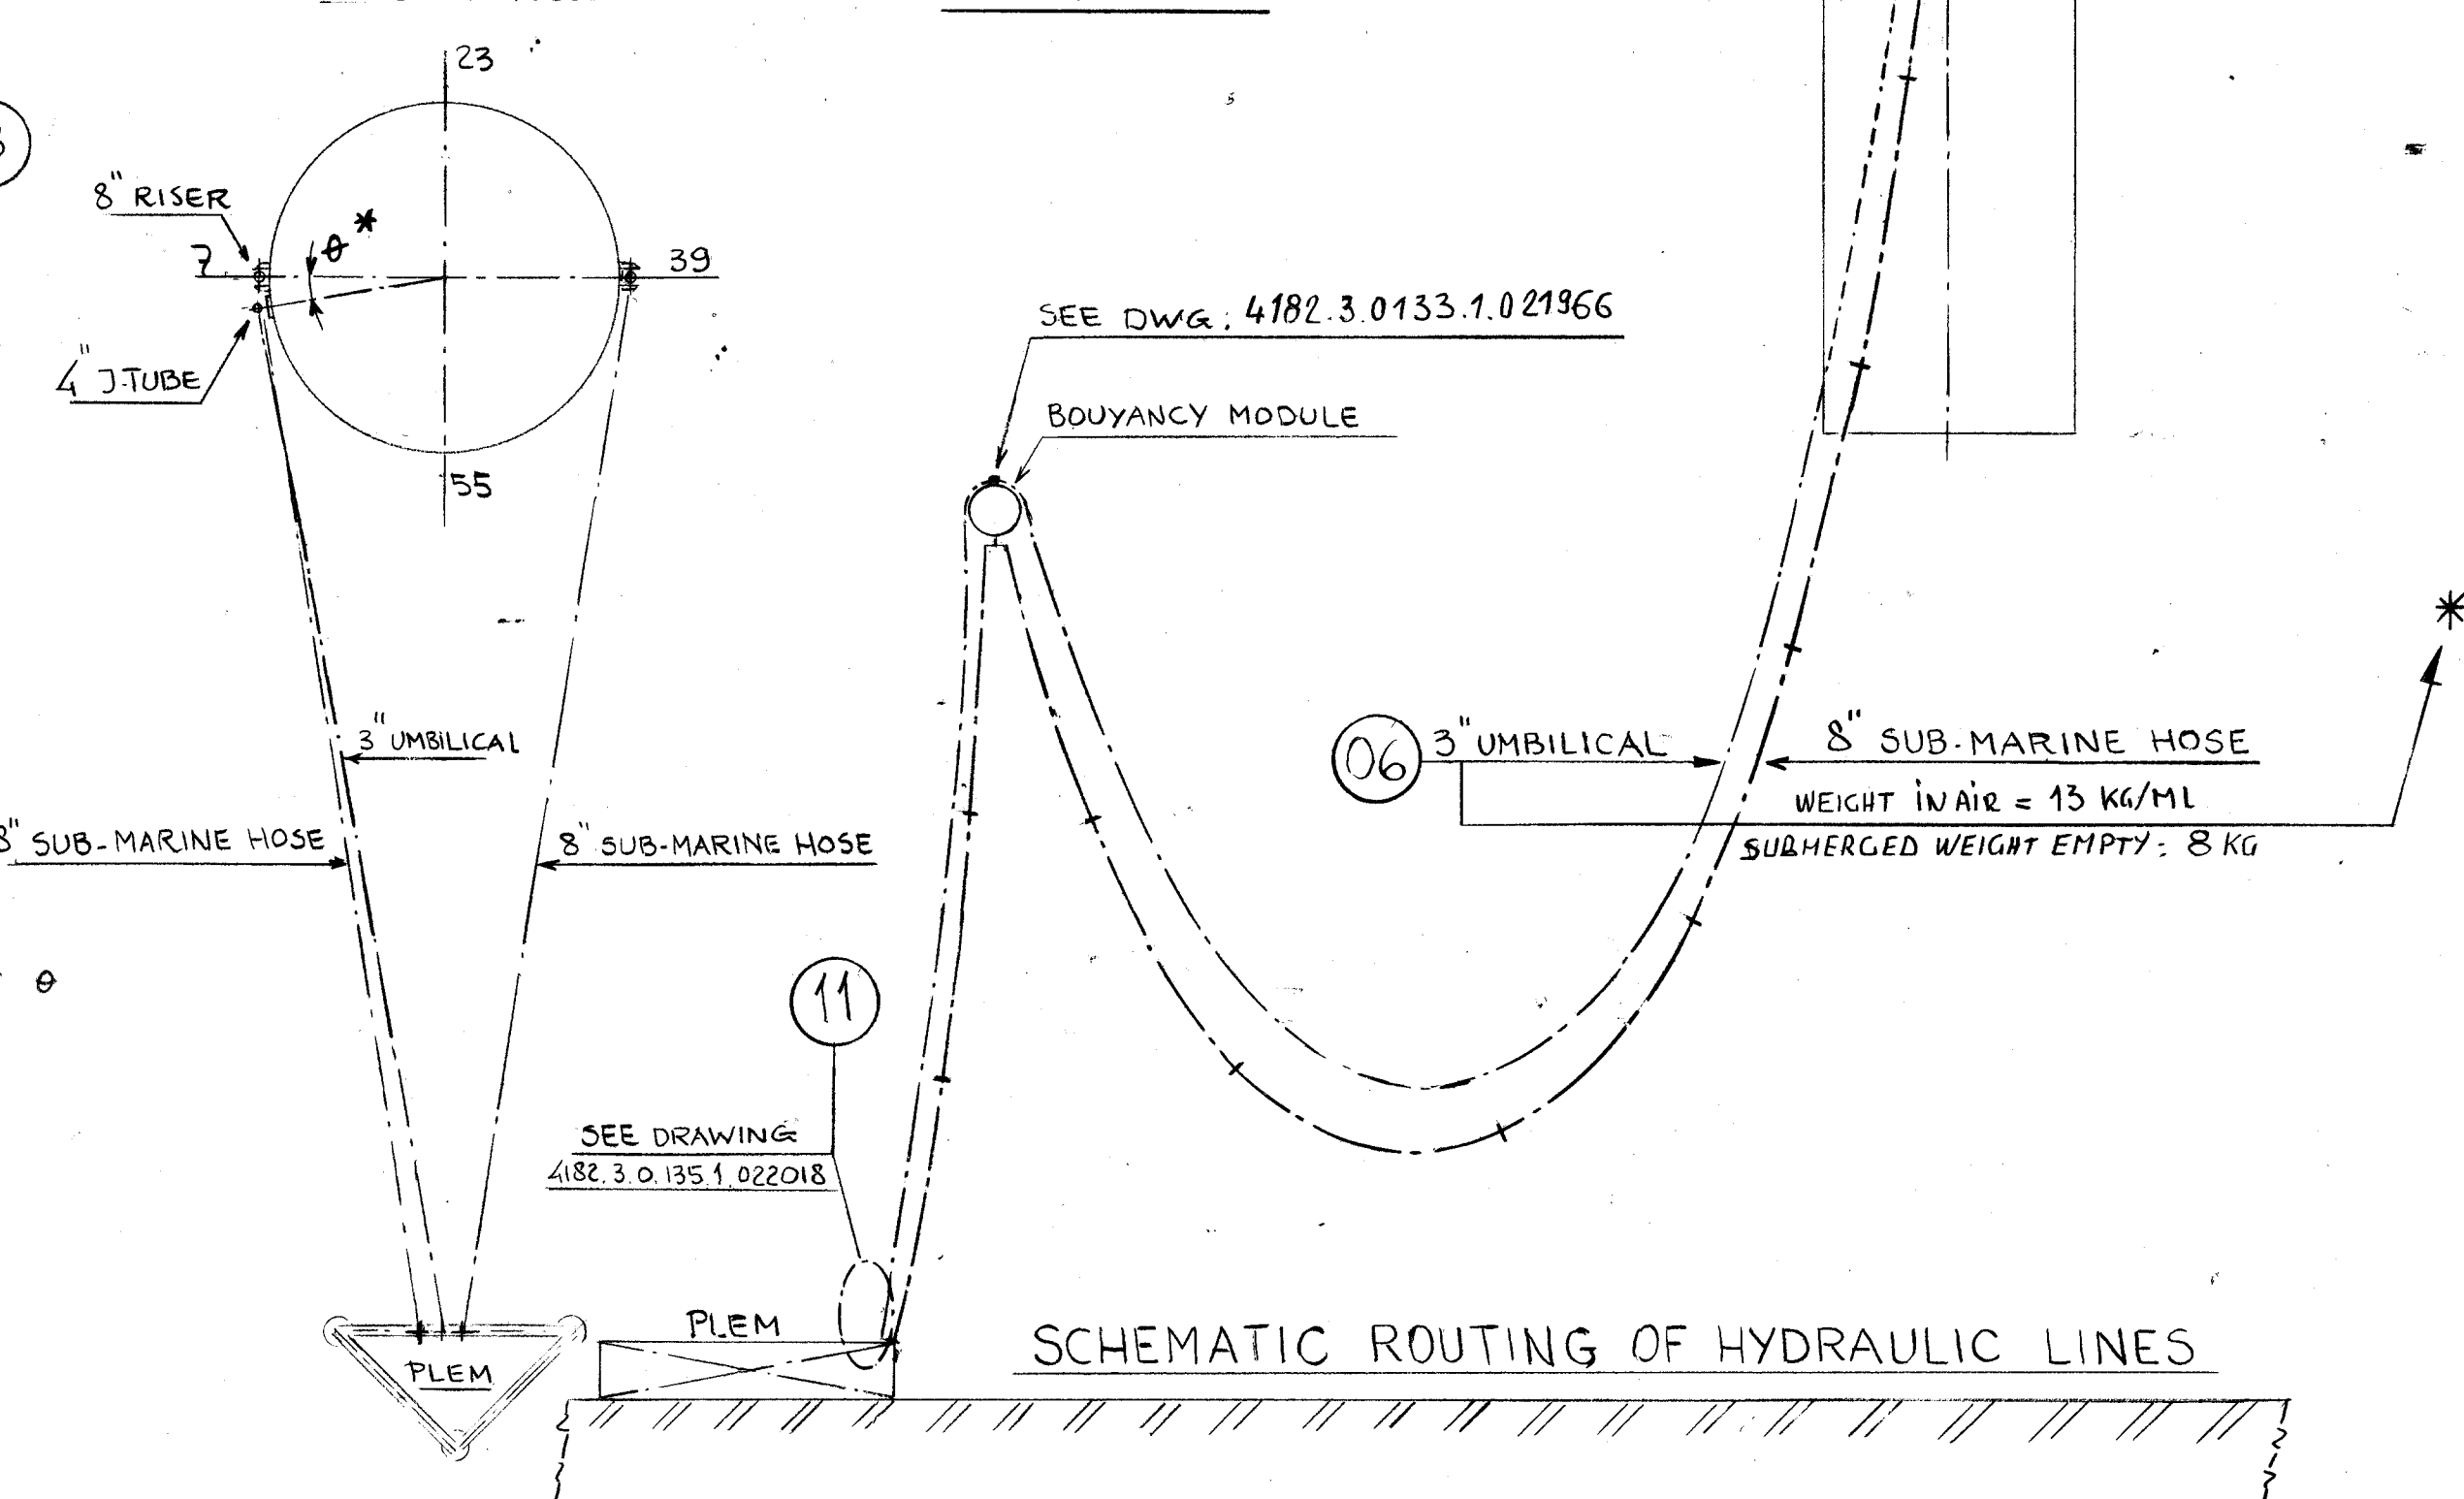 23
8" RISER
θ *
7
39
4" J-TUBE
55
SEE DWG: 4182.3.0133.1.021966
BOUYANCY MODULE
*
3" UMBILICAL
06
3" UMBILICAL
8" SUB-MARINE HOSE
WEIGHT IN AIR = 13 KG/ML
SUBMERGED WEIGHT EMPTY: 8 KG
8" SUB-MARINE HOSE
8" SUB-MARINE HOSE
θ
11
SEE DRAWING
4182.3.0.135.1.022018
PLEM
PLEM
SCHEMATIC ROUTING OF HYDRAULIC LINES